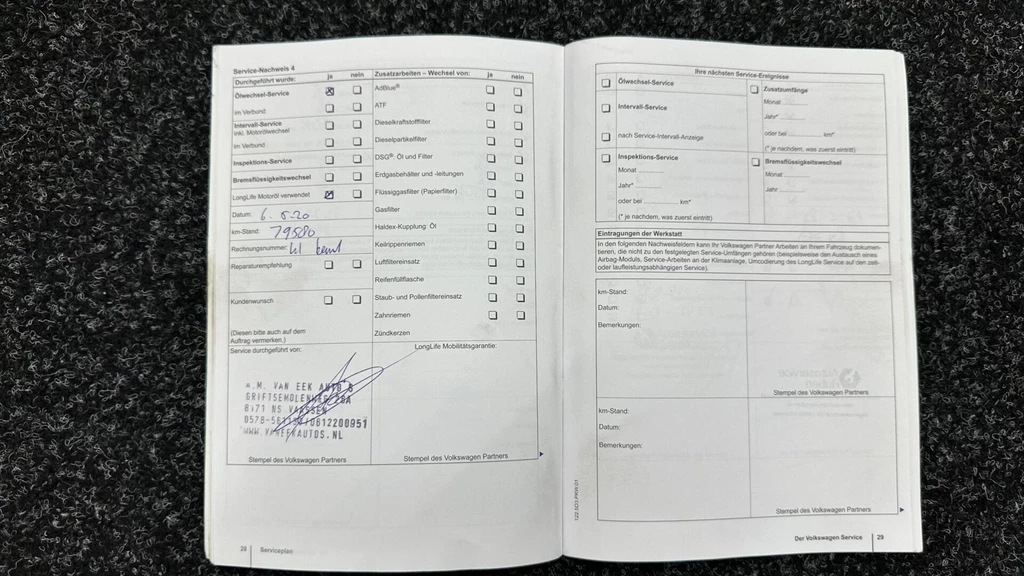 Service-Nachweis 4
Durchgeführt wurde: ja nein
Ölwechsel-Service
im Verbund
Intervall-Service
inkl. Motorölwechsel
im Verbund
Inspektions-Service
Bremsflüssigkeitswechsel
LongLife Motoröl verwendet
Datum: 6.5.20
km-Stand: 79580
Rechnungsnummer:
Reparaturempfehlung
Kundenwunsch
(Diesen bitte auch auf dem
Auftrag vermerken.)
Service durchgeführt von:
A.M. VAN EEK AUTO'S
GRIFTSEMOLENWEG 28A
8171 NS VAASSEN
0578-561158/0612200951
WWW.VANEEKAUTOS.NL
Stempel des Volkswagen Partners
Zusatzarbeiten – Wechsel von: ja nein
AdBlue®
ATF
Dieselkraftstofffilter
Dieselpartikelfilter
DSG®: Öl und Filter
Erdgasbehälter und -leitungen
Flüssiggasfilter (Papierfilter)
Gasfilter
Haldex-Kupplung: Öl
Keilrippenriemen
Luftfiltereinsatz
Reifenfüllflasche
Staub- und Pollenfiltereinsatz
Zahnriemen
Zündkerzen
LongLife Mobilitätsgarantie:
Stempel des Volkswagen Partners
28 Serviceplan
Ihre nächsten Service-Ereignisse
Ölwechsel-Service
Intervall-Service
nach Service-Intervall-Anzeige
Inspektions-Service
Monat
Jahr*
oder bei km*
(* je nachdem, was zuerst eintritt)
Zusatzumfänge
Monat
Jahr*
oder bei km*
(* je nachdem, was zuerst eintritt)
Bremsflüssigkeitswechsel
Monat
Jahr
Eintragungen der Werkstatt
In den folgenden Nachweisfeldern kann Ihr Volkswagen Partner Arbeiten an Ihrem Fahrzeug dokumen-
tieren, die nicht zu den festgelegten Service-Umfängen gehören (beispielsweise den Austausch eines
Airbag-Moduls, Service-Arbeiten an der Klimaanlage, Umcodierung des LongLife Service auf den zeit-
oder laufleistungsabhängigen Service).
km-Stand:
Datum:
Bemerkungen:
Stempel des Volkswagen Partners
km-Stand:
Datum:
Bemerkungen:
Stempel des Volkswagen Partners
Der Volkswagen Service 29